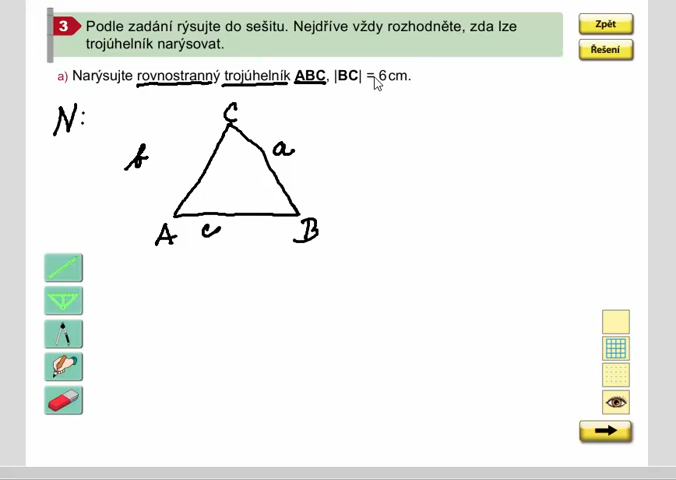 3 Podle zadání rýsujte do sešitu. Nejdříve vždy rozhodněte, zda lze
trojúhelník narýsovat.
Zpět
Řešení
a) Narýsujte rovnostranný trojúhelník ABC, |BC| = 6 cm.
N:
C
b
a
A
c
B